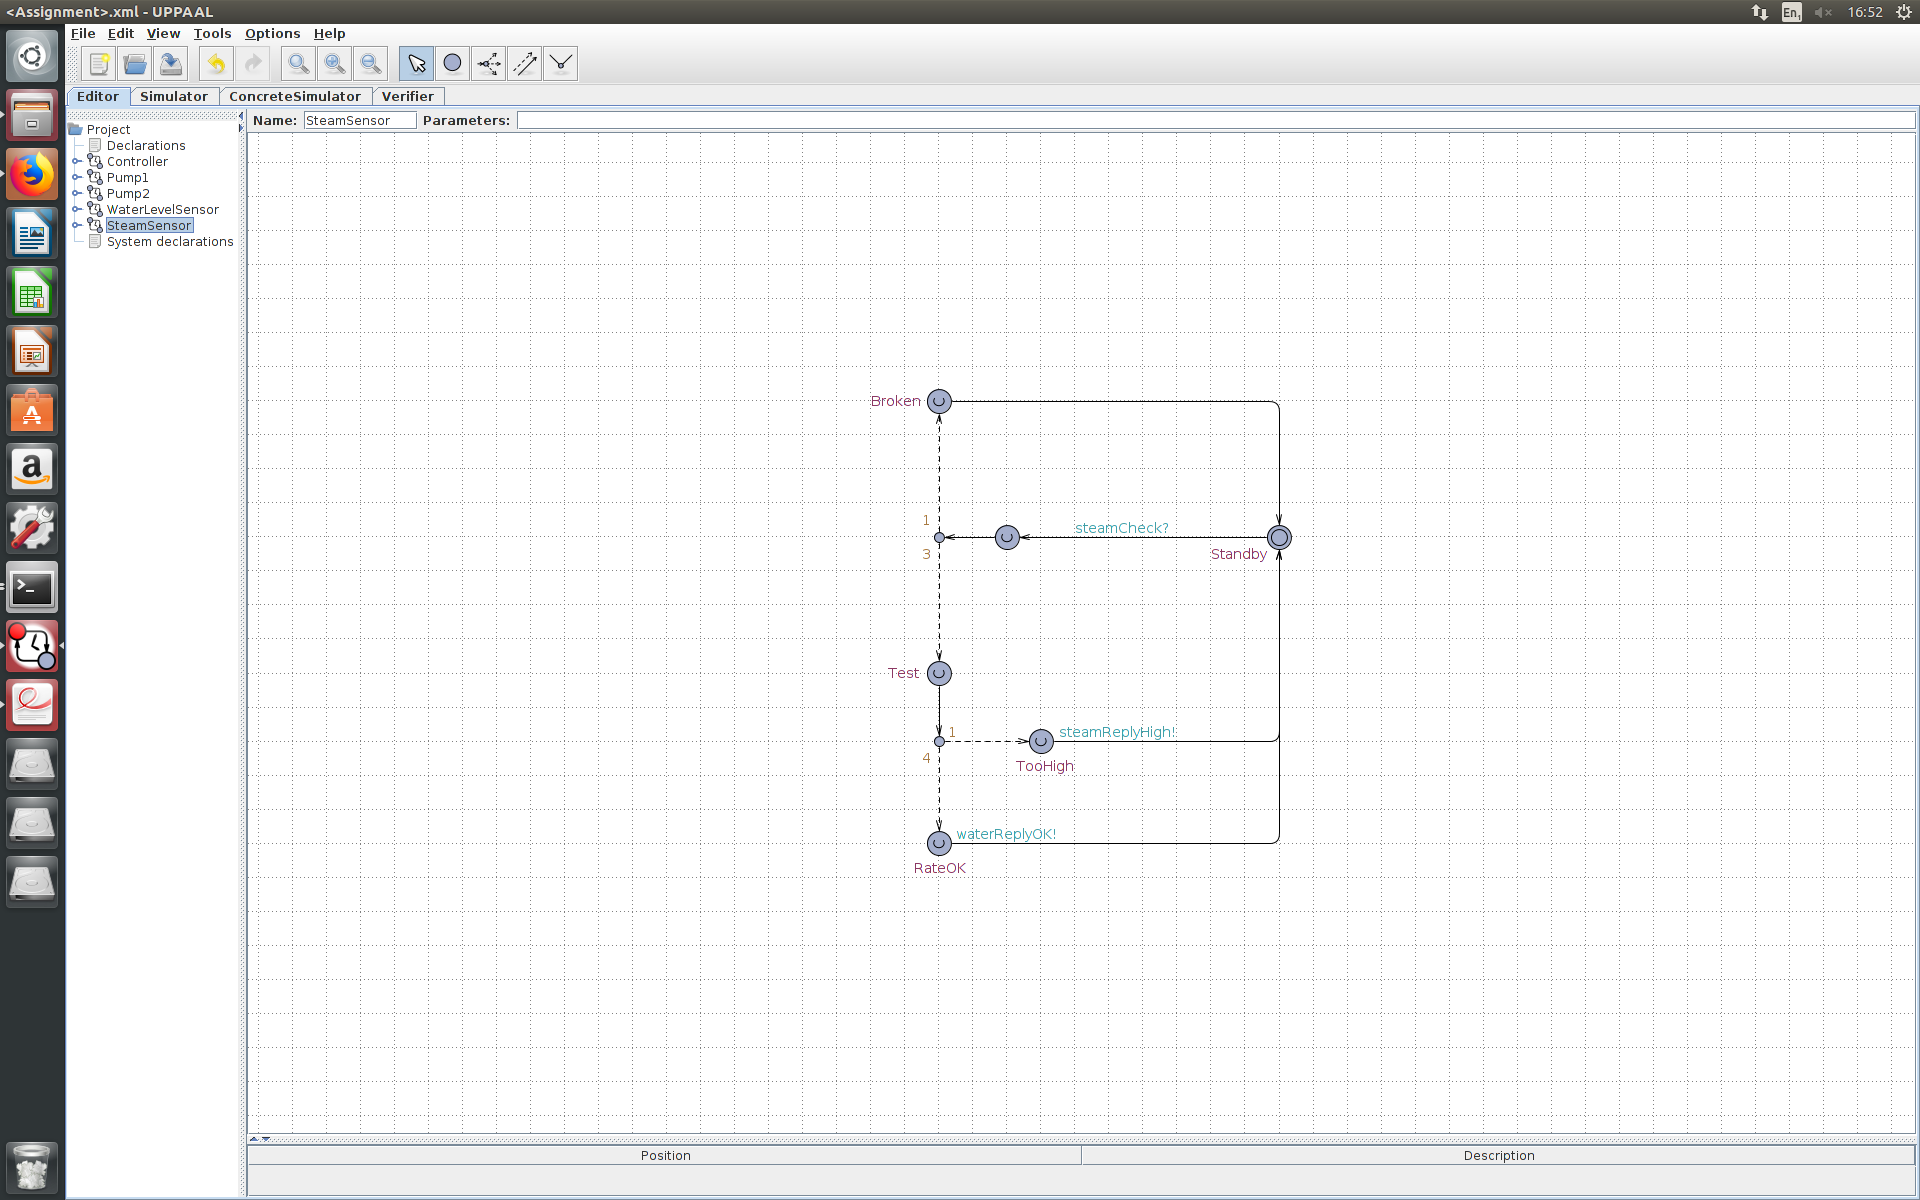 <Assignment>.xml - UPPAAL
En1 16:52
File Edit View Tools Options Help
Editor Simulator ConcreteSimulator Verifier
Name: SteamSensor Parameters:
Project
Declarations
Controller
Pump1
Pump2
WaterLevelSensor
SteamSensor
System declarations
Broken
1
steamCheck?
3
Standby
Test
1
steamReplyHigh!
4
TooHigh
waterReplyOK!
RateOK
Position Description